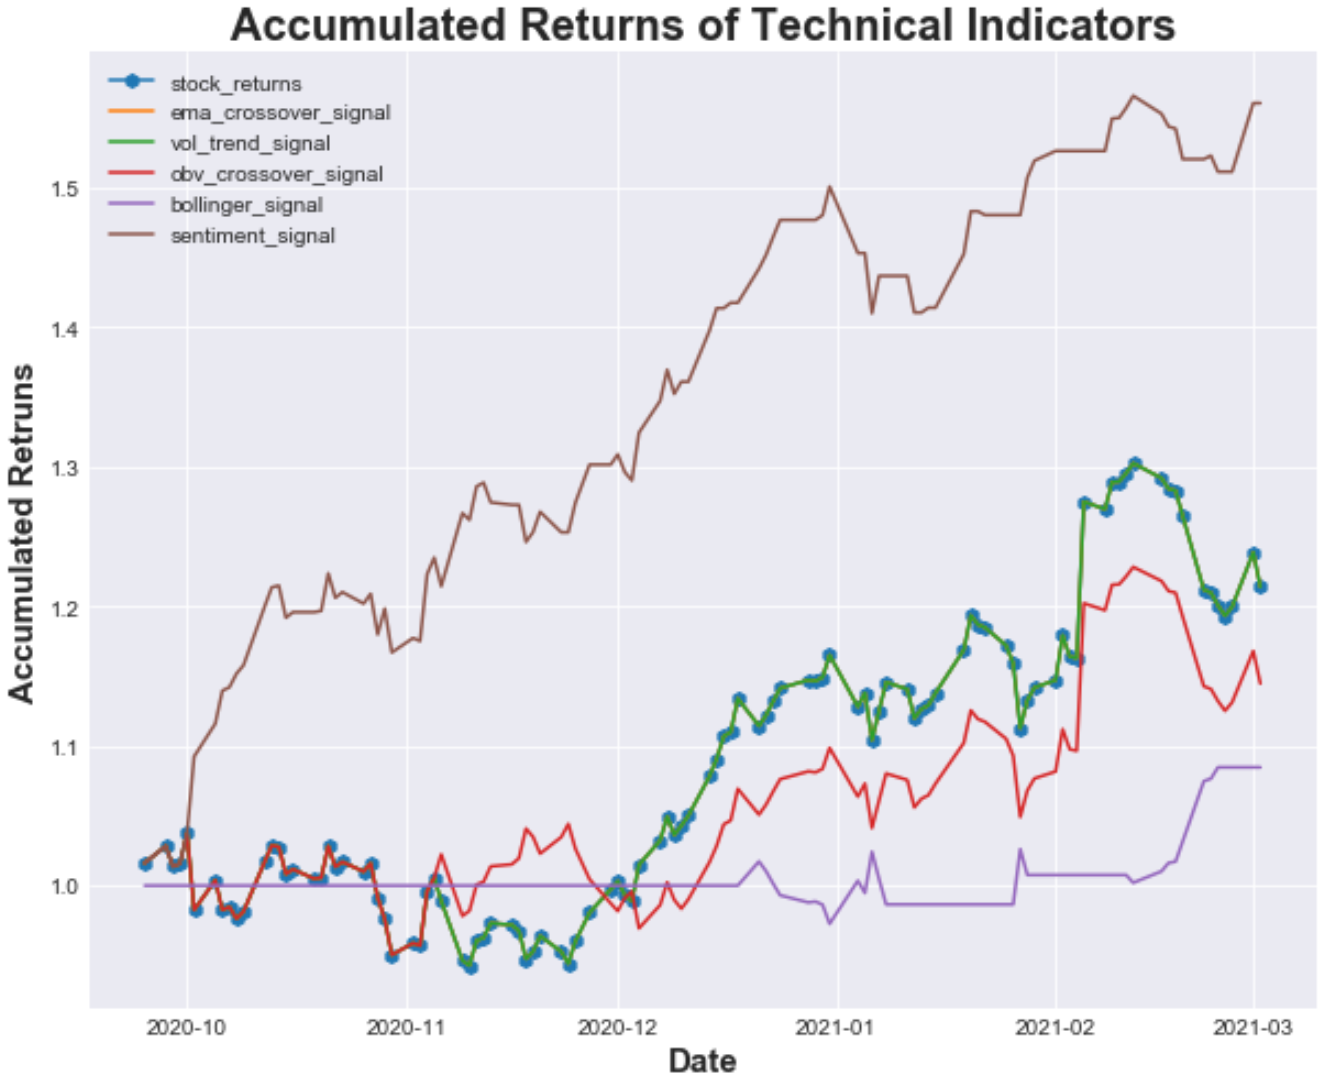 Accumulated Returns of Technical Indicators
stock_returns
ema_crossover_signal
vol_trend_signal
obv_crossover_signal
bollinger_signal
sentiment_signal
Accumulated Retruns
1.5
1.4
1.3
1.2
1.1
1.0
2020-10
2020-11
2020-12
2021-01
2021-02
2021-03
Date